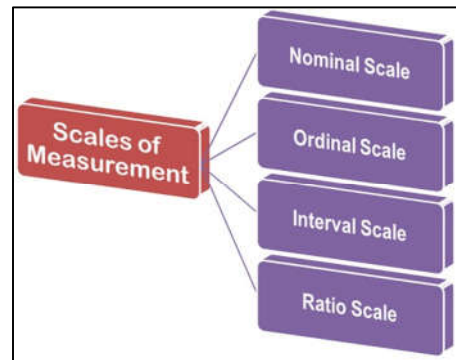 Scales of
Measurement
Nominal Scale
Ordinal Scale
Interval Scale
Ratio Scale